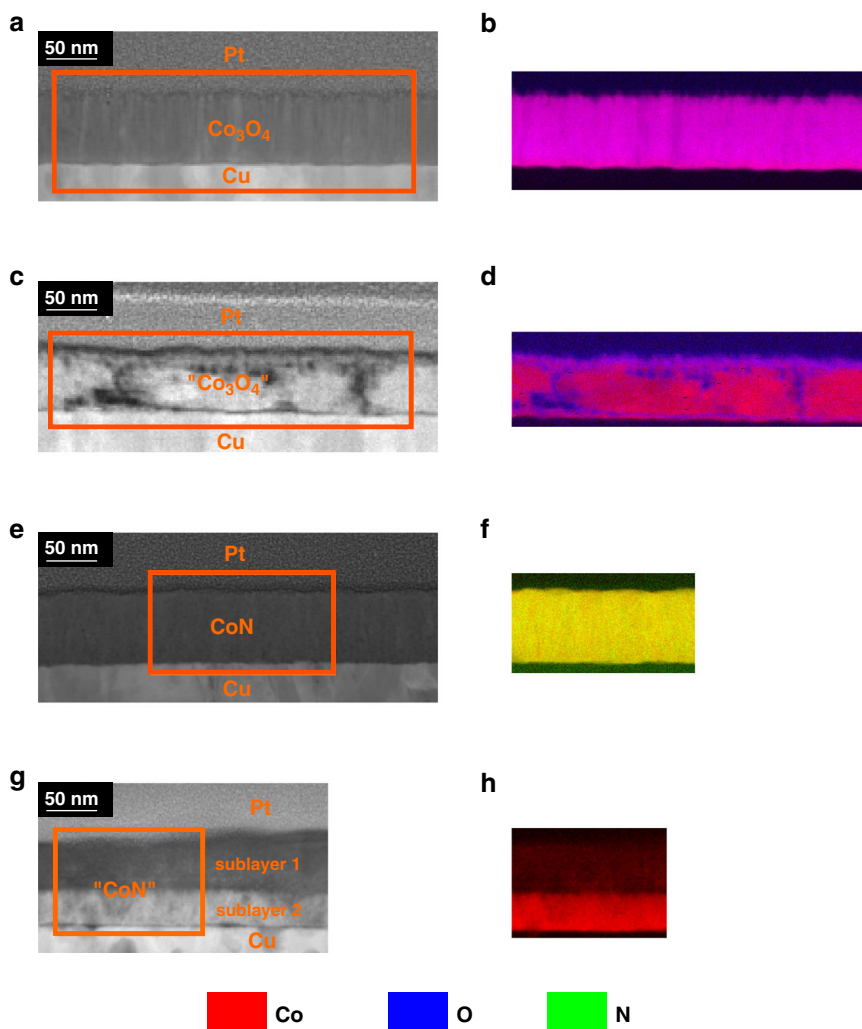 a
b
50 nm
Pt
Co₃O₄
Cu
c
d
50 nm
Pt
"Co₃O₄"
Cu
e
f
50 nm
Pt
CoN
Cu
g
h
50 nm
Pt
sublayer 1
"CoN"
sublayer 2
Cu
Co
O
N